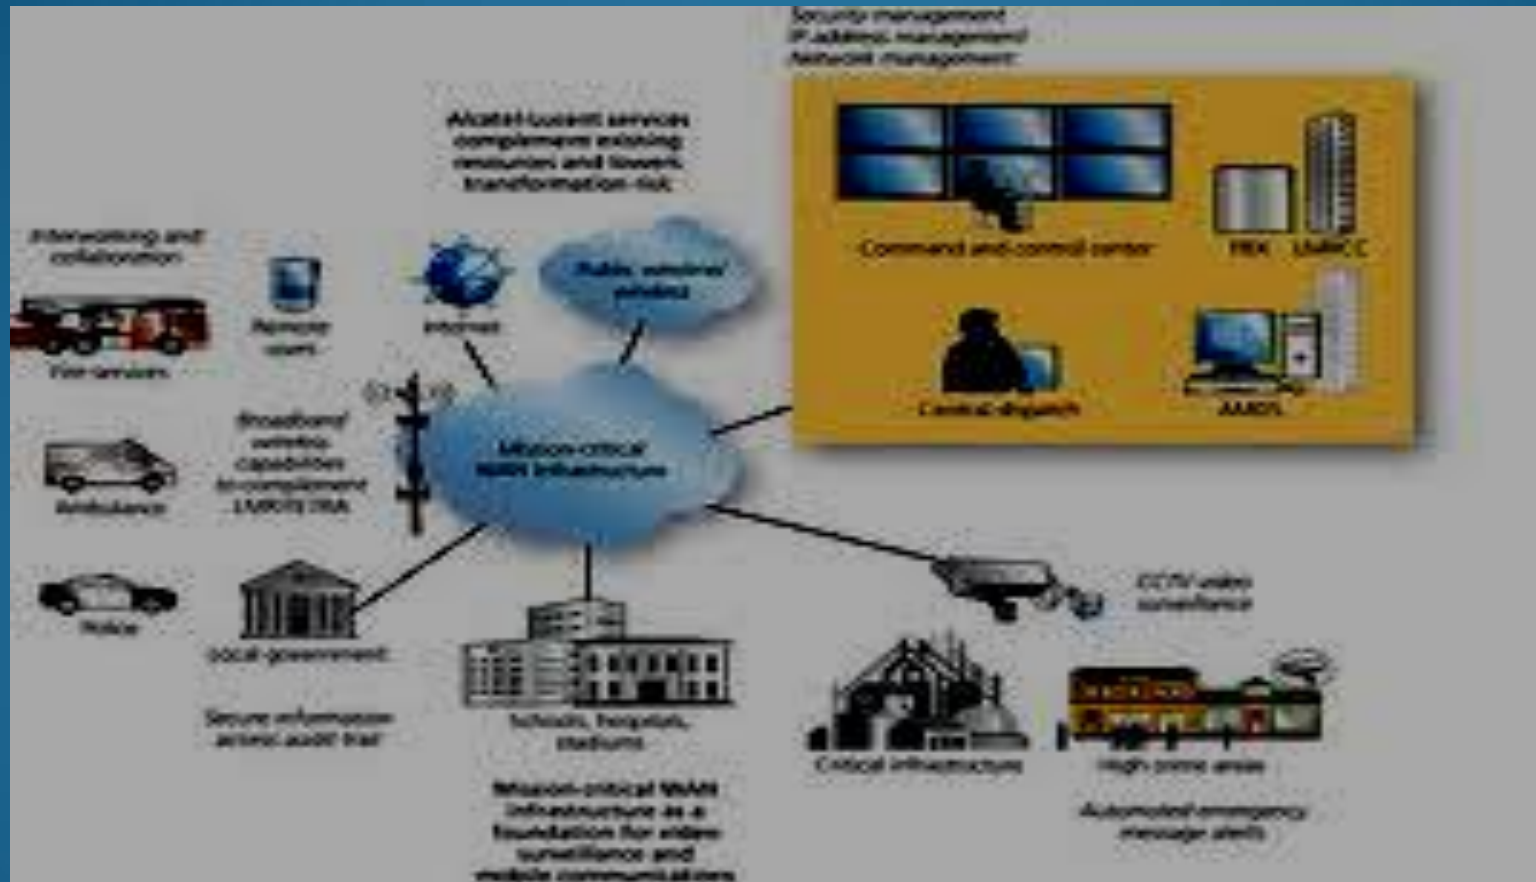 Security management
IP address management
Network management
Alcatel-Lucent services
complement existing
resources and lowers
transformation risk
Interworking and
collaboration
Fire services
Remote
users
Internet
Public wireless/
Command and control center
PBX
Central dispatch
Broadband
wireless
capabilities
to complement
Ambulance
Mission-critical
WAN infrastructure
Police
Local government
Secure information
access audit trail
Schools, hospitals,
stadiums
CCTV video
surveillance
Critical infrastructure
High-crime areas
Automated emergency
message alerts
Mission-critical WAN
infrastructure as a
foundation for video
surveillance and
mobile communications